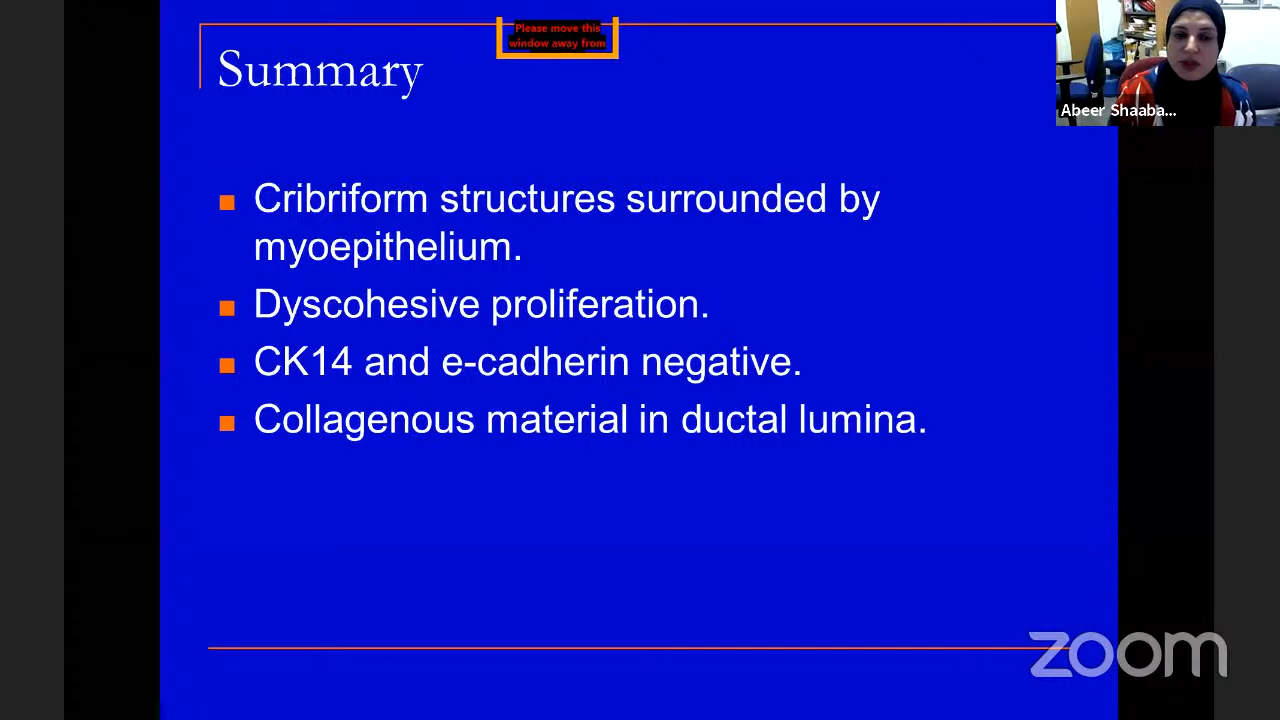 Please move this
window away from
Summary
Abeer Shaaba...
Cribriform structures surrounded by
myoepithelium.
Dyscohesive proliferation.
CK14 and e-cadherin negative.
Collagenous material in ductal lumina.
zoom